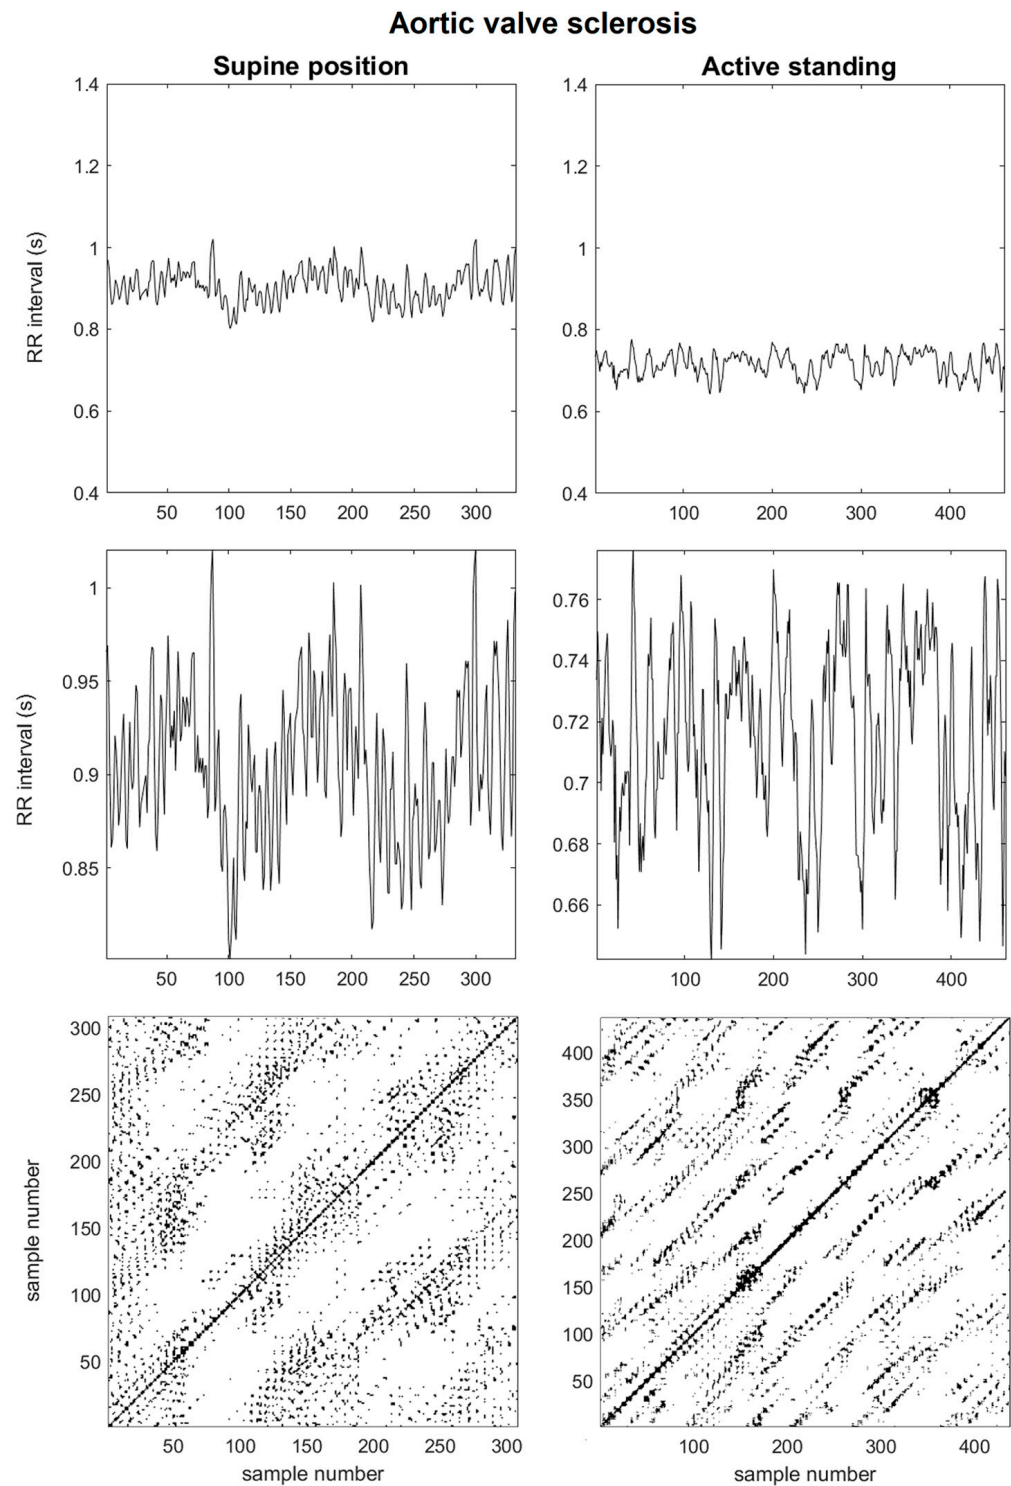 Aortic valve sclerosis
Supine position
Active standing
1.4
1.2
1
0.8
0.6
0.4
RR interval (s)
50 100 150 200 250 300
1.4
1.2
1
0.8
0.6
0.4
100 200 300 400
1
0.95
0.9
0.85
RR interval (s)
50 100 150 200 250 300
0.76
0.74
0.72
0.7
0.68
0.66
100 200 300 400
300
250
200
150
100
50
sample number
50 100 150 200 250 300
sample number
400
350
300
250
200
150
100
50
100 200 300 400
sample number